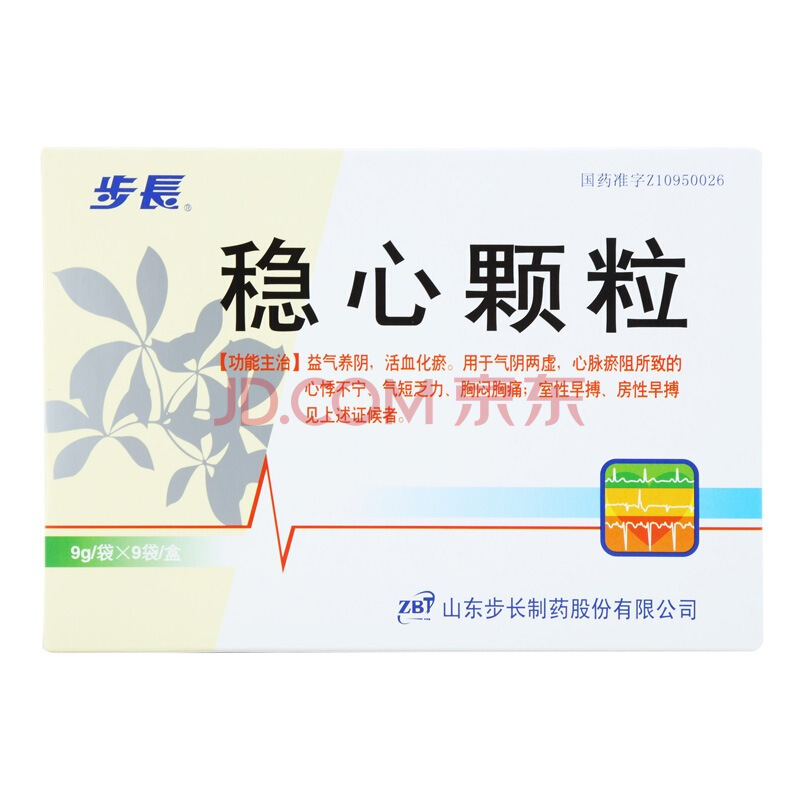 步長®
国药准字Z10950026
稳心颗粒
【功能主治】益气养阴，活血化瘀。用于气阴两虚，心脉瘀阻所致的
心悸不宁、气短乏力、胸闷胸痛；室性早搏、房性早搏
见上述证候者。
JD.COM 京东
9g/袋×9袋/盒
ZBT 山东步长制药股份有限公司